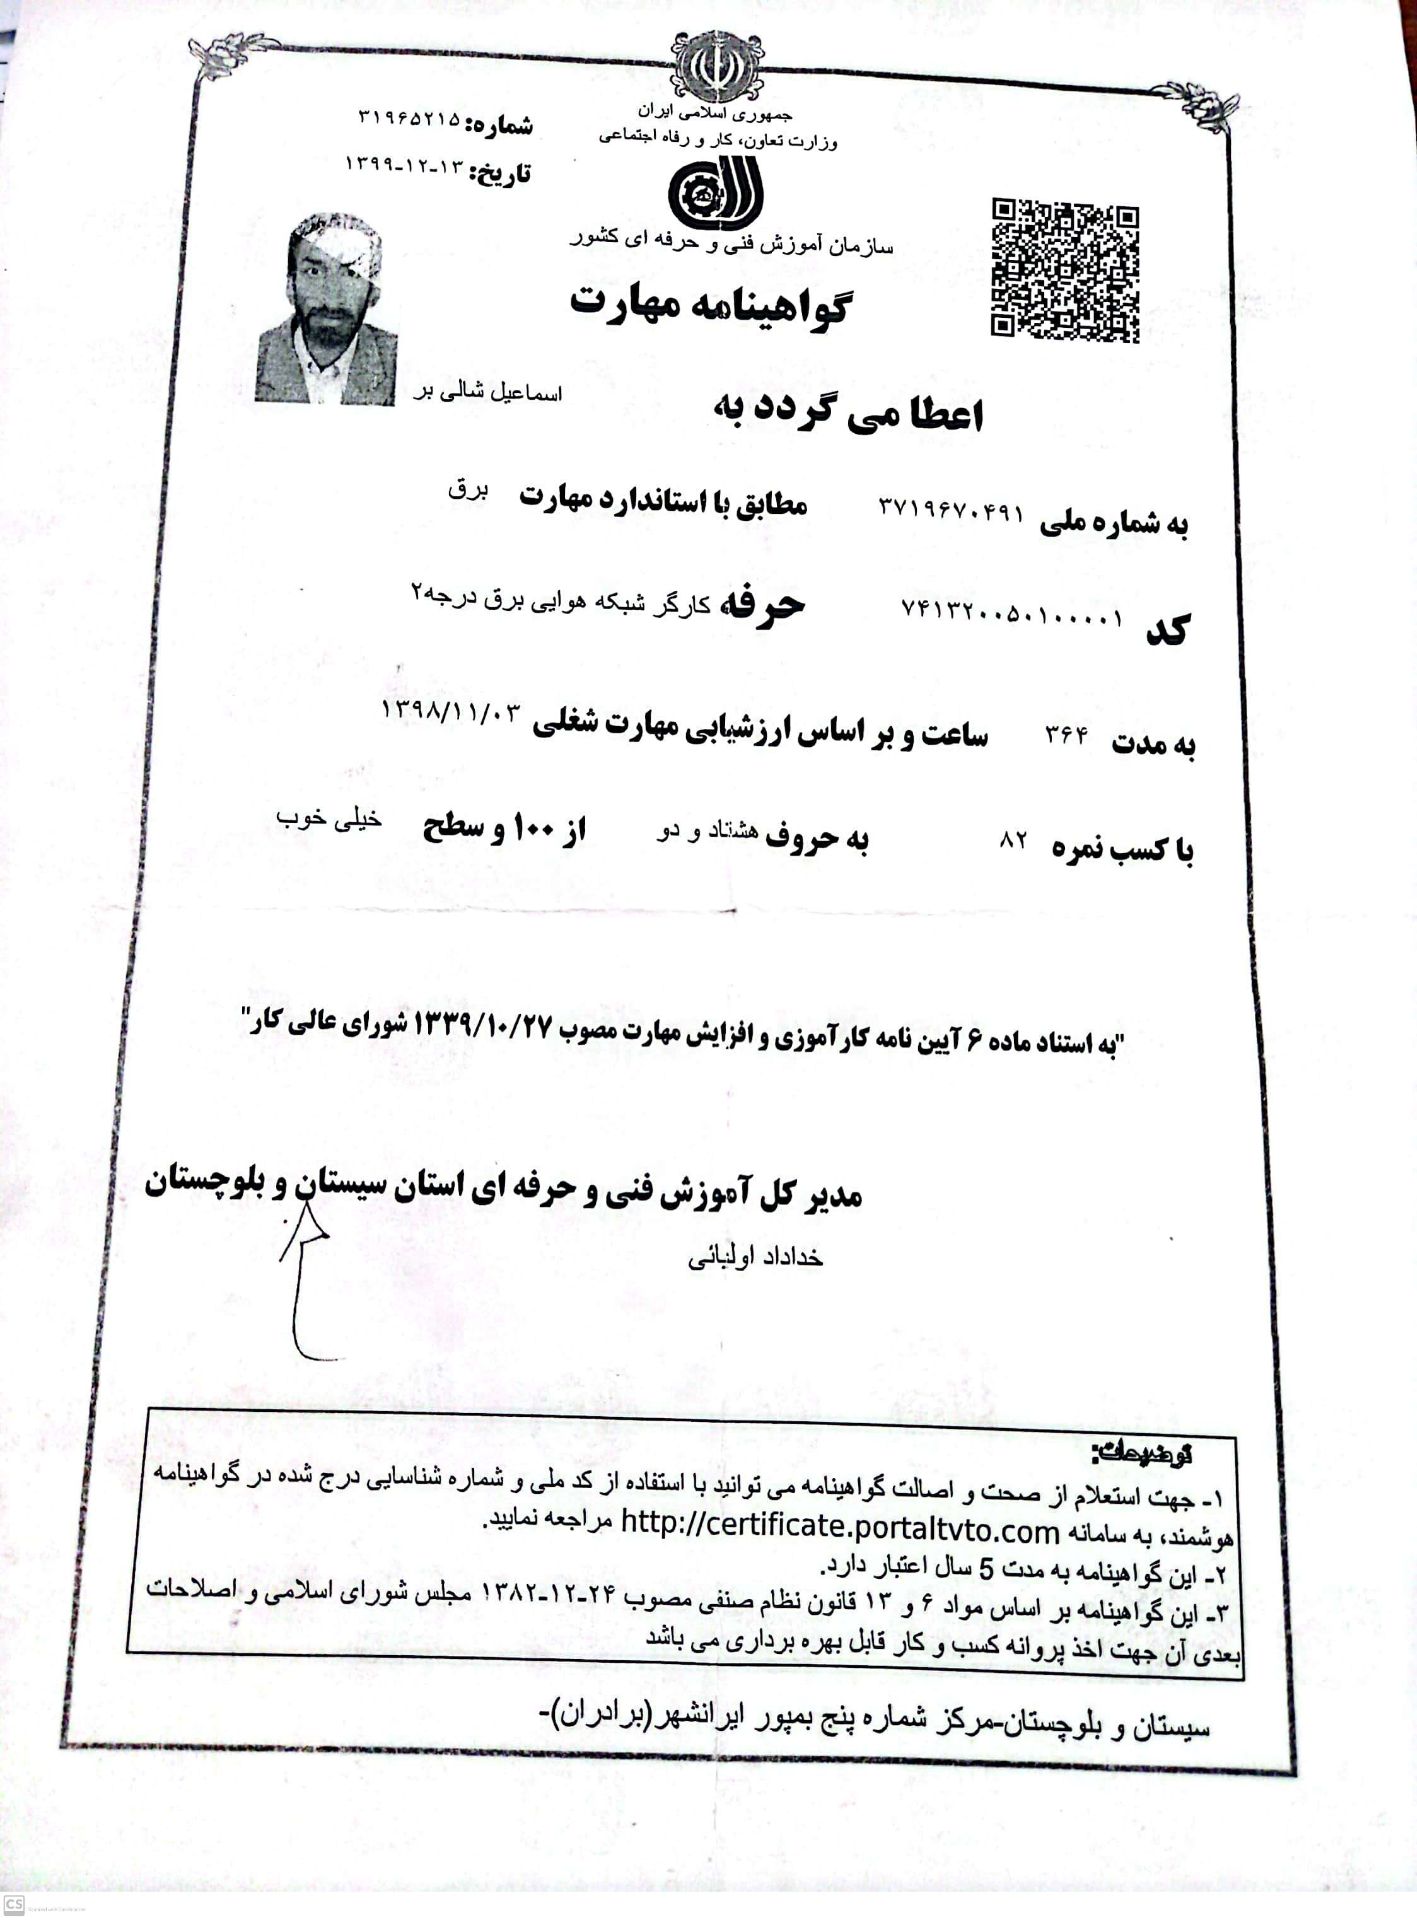 جمهوری اسلامی ایران
وزارت تعاون، کار و رفاه اجتماعی
شماره: ۳۱۹۶۵۲۱۵
تاریخ: ۱۳۹۹-۱۲-۱۳
سازمان آموزش فنی و حرفه ای کشور
گواهینامه مهارت
اعطا می گردد به اسماعیل شالی بر
به شماره ملی ۳۷۱۹۶۷۰۴۹۱ مطابق با استاندارد مهارت برق
کد ۷۴۱۳۲۰۰۵۰۱۰۰۰۰۱ حرفه کارگر شبکه هوایی برق درجه۲
به مدت ۳۶۴ ساعت و بر اساس ارزشیابی مهارت شغلی ۱۳۹۸/۱۱/۰۳
با کسب نمره ۸۲ به حروف هشتاد و دو از ۱۰۰ و سطح خیلی خوب
"به استناد ماده ۶ آیین نامه کارآموزی و افزایش مهارت مصوب ۱۳۳۹/۱۰/۲۷ شورای عالی کار"
مدیر کل آموزش فنی و حرفه ای استان سیستان و بلوچستان
خداداد اولبائی
توضیحات:
۱- جهت استعلام از صحت و اصالت گواهینامه می توانید با استفاده از کد ملی و شماره شناسایی درج شده در گواهینامه
هوشمند، به سامانه http://certificate.portaltvto.com مراجعه نمایید.
۲- این گواهینامه به مدت 5 سال اعتبار دارد.
۳- این گواهینامه بر اساس مواد ۶ و ۱۳ قانون نظام صنفی مصوب ۲۴-۱۲-۱۳۸۲ مجلس شورای اسلامی و اصلاحات
بعدی آن جهت اخذ پروانه کسب و کار قابل بهره برداری می باشد
سیستان و بلوچستان-مرکز شماره پنج بمپور ایرانشهر(برادران)-
CS